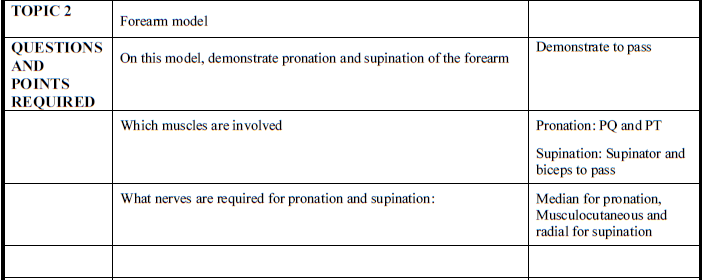 TOPIC 2
Forearm model
QUESTIONS
AND
POINTS
REQUIRED
On this model, demonstrate pronation and supination of the forearm
Demonstrate to pass
Which muscles are involved
Pronation: PQ and PT
Supination: Supinator and
biceps to pass
What nerves are required for pronation and supination:
Median for pronation,
Musculocutaneous and
radial for supination